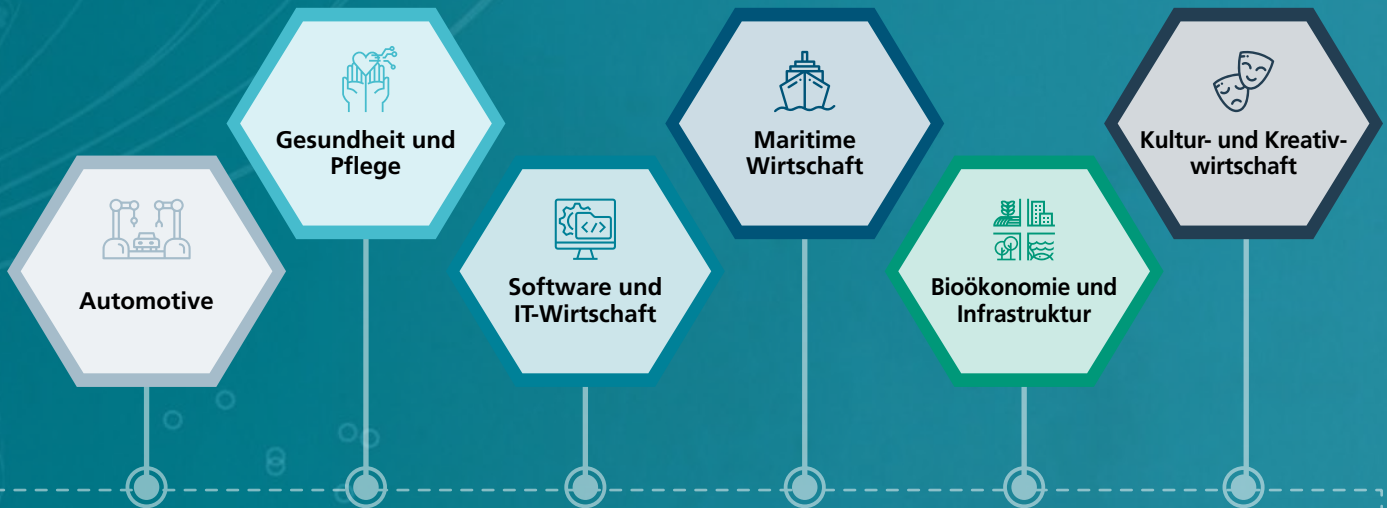 Automotive
Gesundheit und
Pflege
Software und
IT-Wirtschaft
Maritime
Wirtschaft
Bioökonomie und
Infrastruktur
Kultur- und Kreativ-
wirtschaft